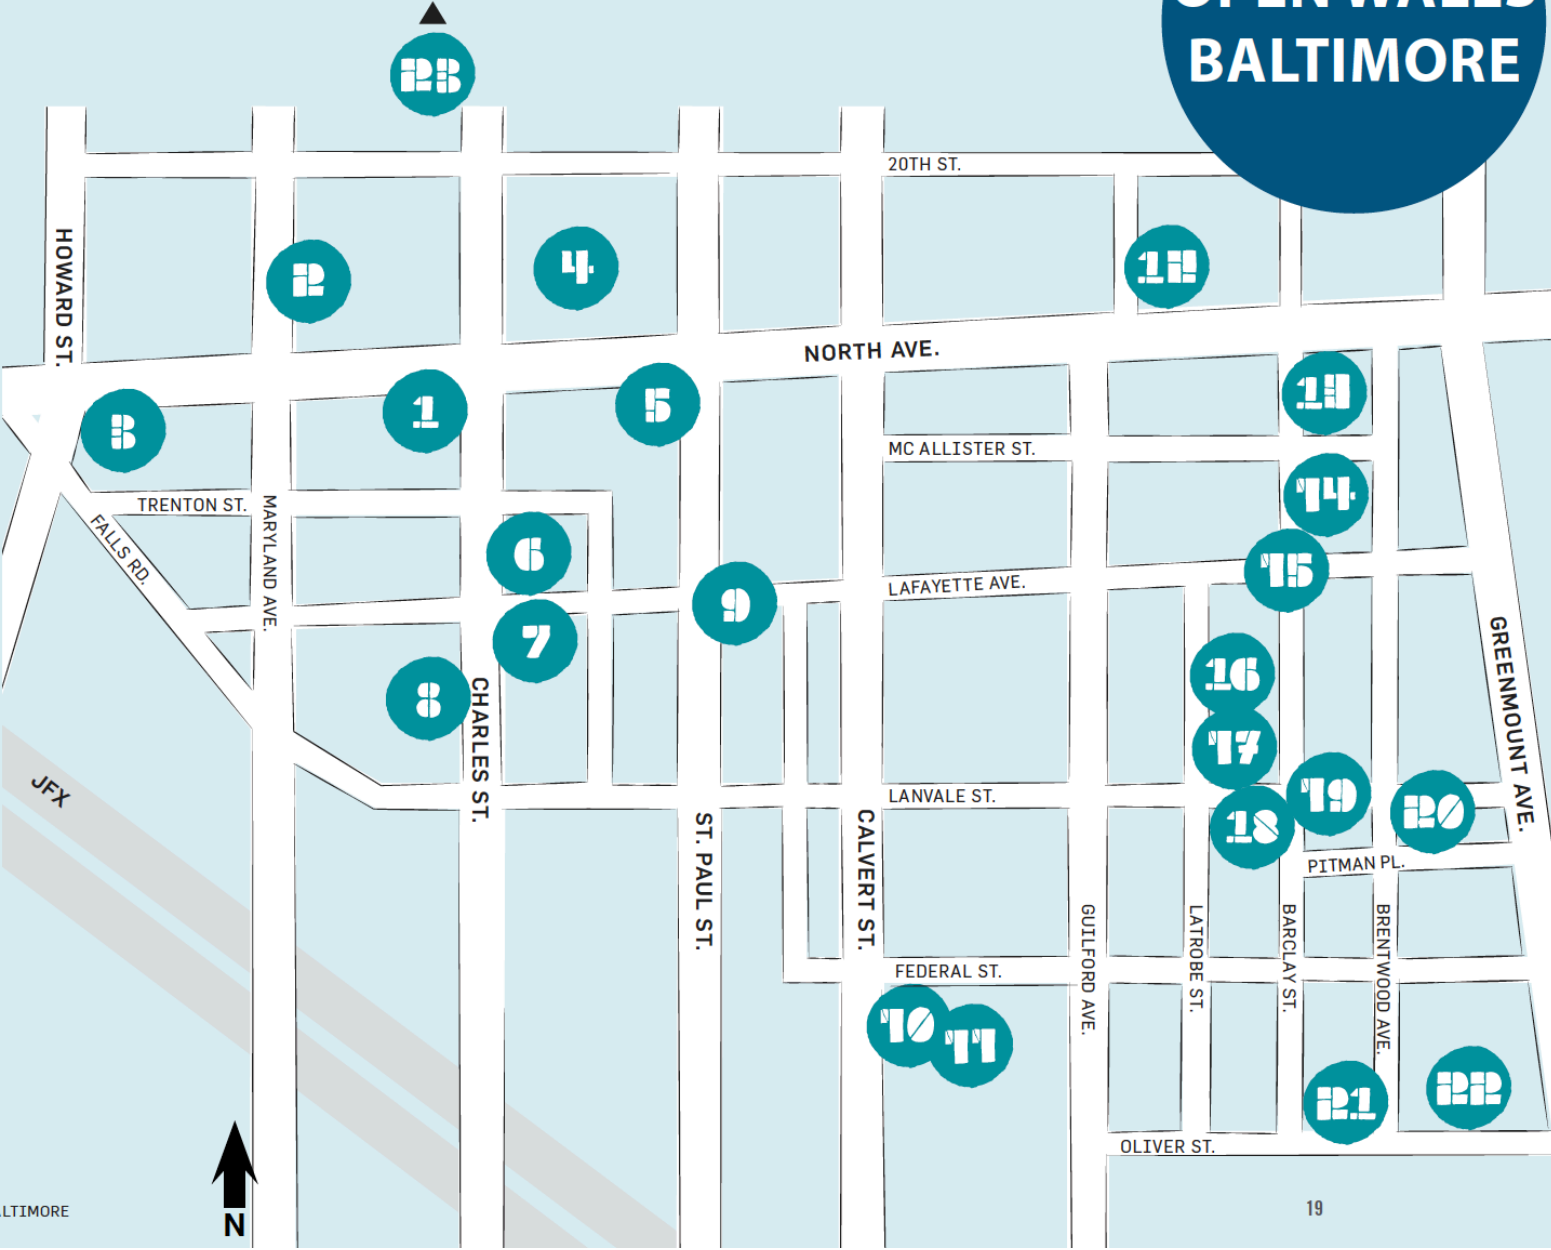 OPEN WALLS
BALTIMORE
23
20TH ST.
HOWARD ST.
2
4
12
NORTH AVE.
3
1
5
13
MC ALLISTER ST.
TRENTON ST.
14
FALLS RD.
MARYLAND AVE.
6
15
LAFAYETTE AVE.
9
7
16
GREENMOUNT AVE.
8
CHARLES ST.
17
JFX
LANVALE ST.
19
20
18
ST. PAUL ST.
CALVERT ST.
PITMAN PL.
GUILFORD AVE.
LATROBE ST.
BARCLAY ST.
BRENTWOOD AVE.
FEDERAL ST.
10
11
21
22
OLIVER ST.
N
LTIMORE
19